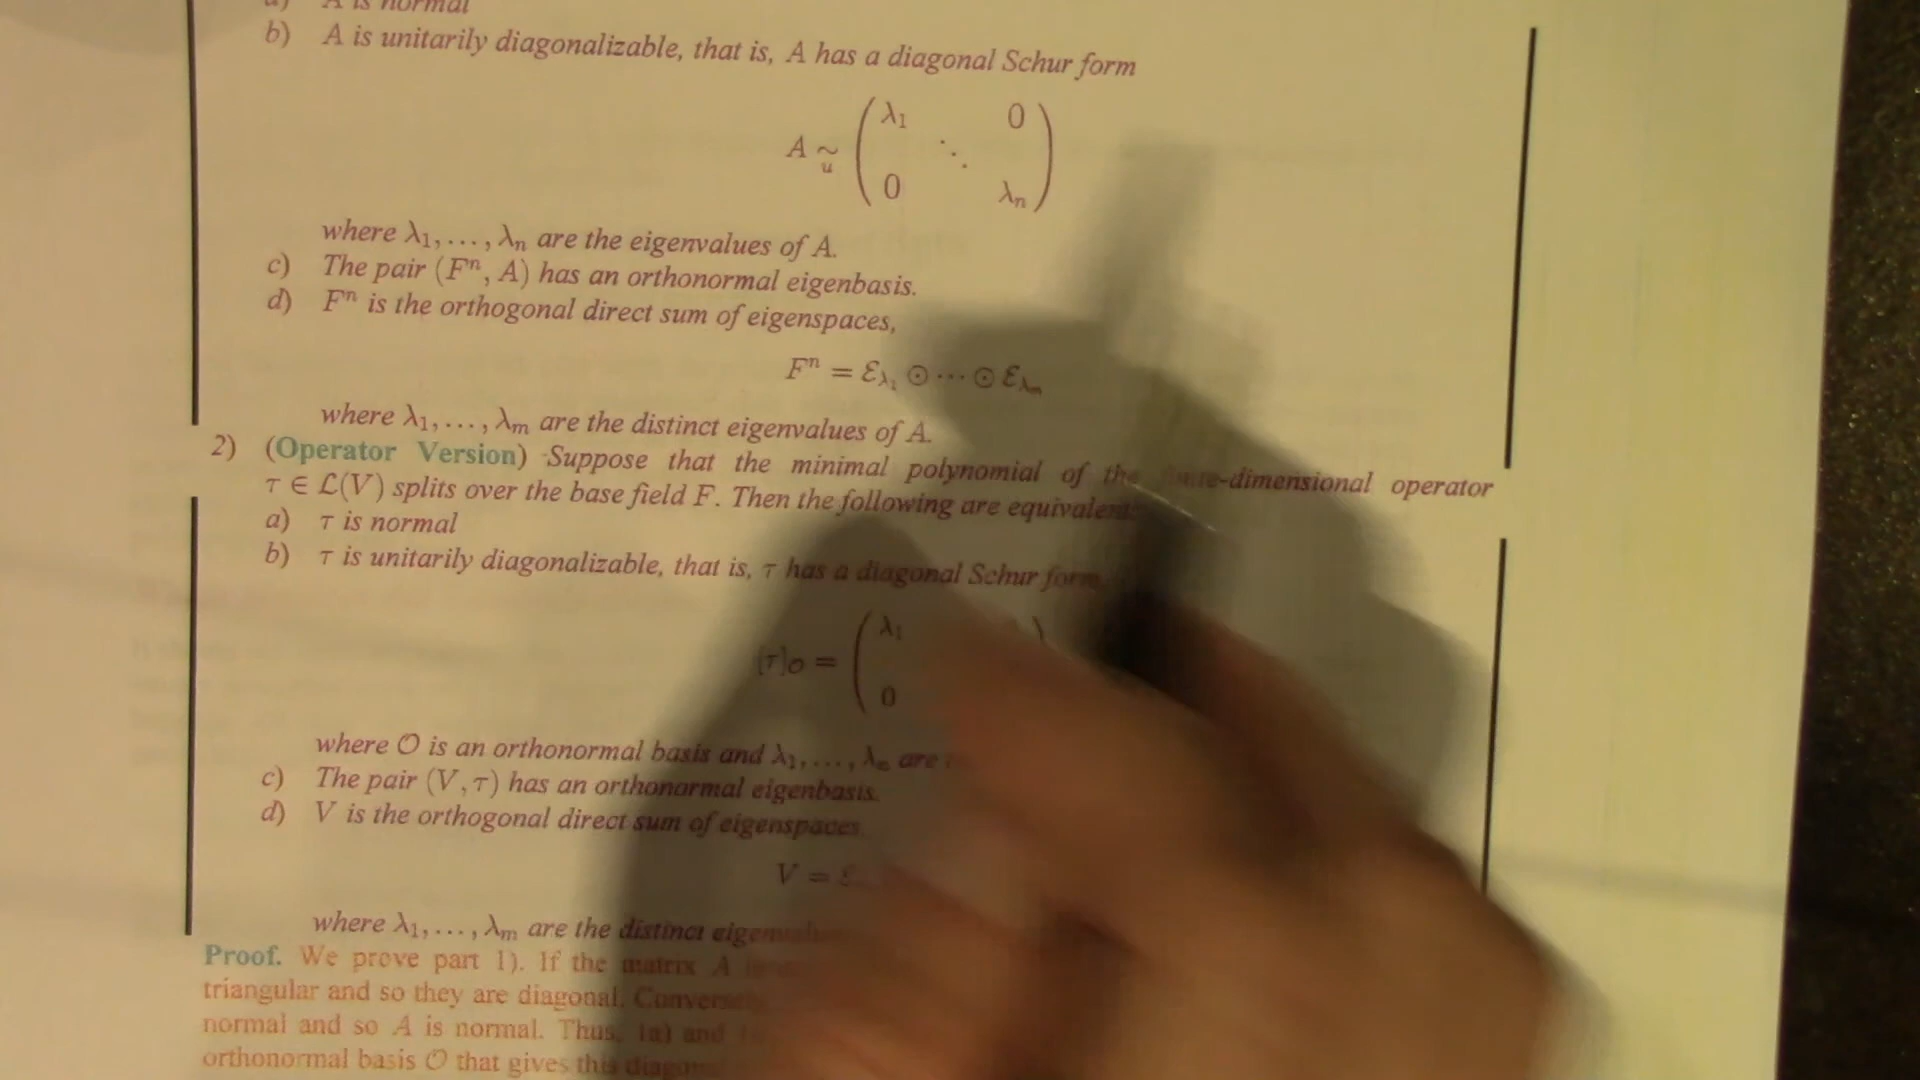 a) A is normal
b) A is unitarily diagonalizable, that is, A has a diagonal Schur form
A ~u ( λ1 0 ⋱ 0 λn )
where λ1, ..., λn are the eigenvalues of A.
c) The pair (F^n, A) has an orthonormal eigenbasis.
d) F^n is the orthogonal direct sum of eigenspaces,
F^n = ℰλ1 ⊙ ··· ⊙ ℰλm
where λ1, ..., λm are the distinct eigenvalues of A.
2) (Operator Version) Suppose that the minimal polynomial of the -dimensional operator
τ ∈ ℒ(V) splits over the base field F. Then the following are equivalent:
a) τ is normal
b) τ is unitarily diagonalizable, that is, τ has a diagonal Schur form
[τ]𝒪 = ( λ1 0 )
where 𝒪 is an orthonormal basis and λ1, ..., λn are
c) The pair (V, τ) has an orthonormal eigenbasis.
d) V is the orthogonal direct sum of eigenspaces
V = ℰ
where λ1, ..., λm are the distinct
Proof. We prove part 1). If the matrix A
triangular and so they are diagonal.
normal and so A is normal. Thus, 1a) and
orthonormal basis 𝒪 that gives this